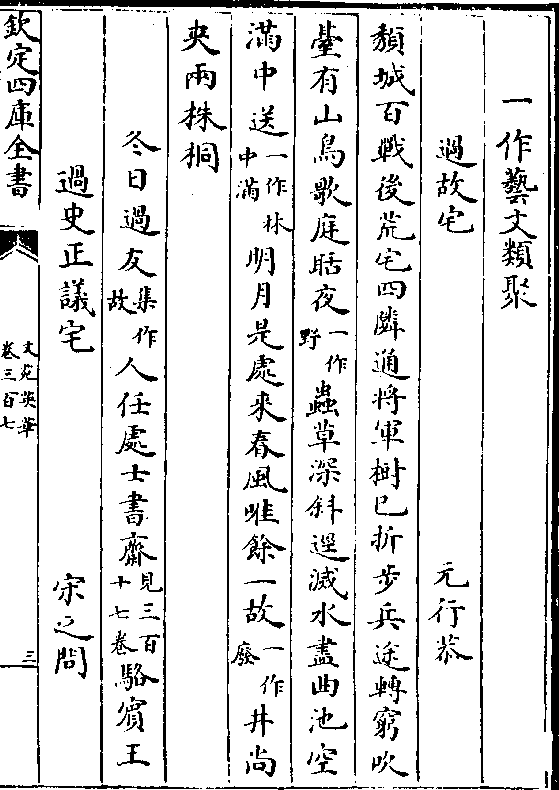 一作藝文類聚
過故宅 元行恭
頽城百戰後荒宅四隣通將軍樹已折步兵途轉窮吹
臺有山鳥歌庭聒夜一作野蟲草深斜逕滅水盡曲池空
滿中送一作林中滿明月是處來春風唯餘一故一作廢井尚
夾兩株桐
冬日過友集作故人任處士書齋見三百十七卷駱賓王
過史正議宅 宋之問
欽定四庫全書
文苑英華
卷三百七
三